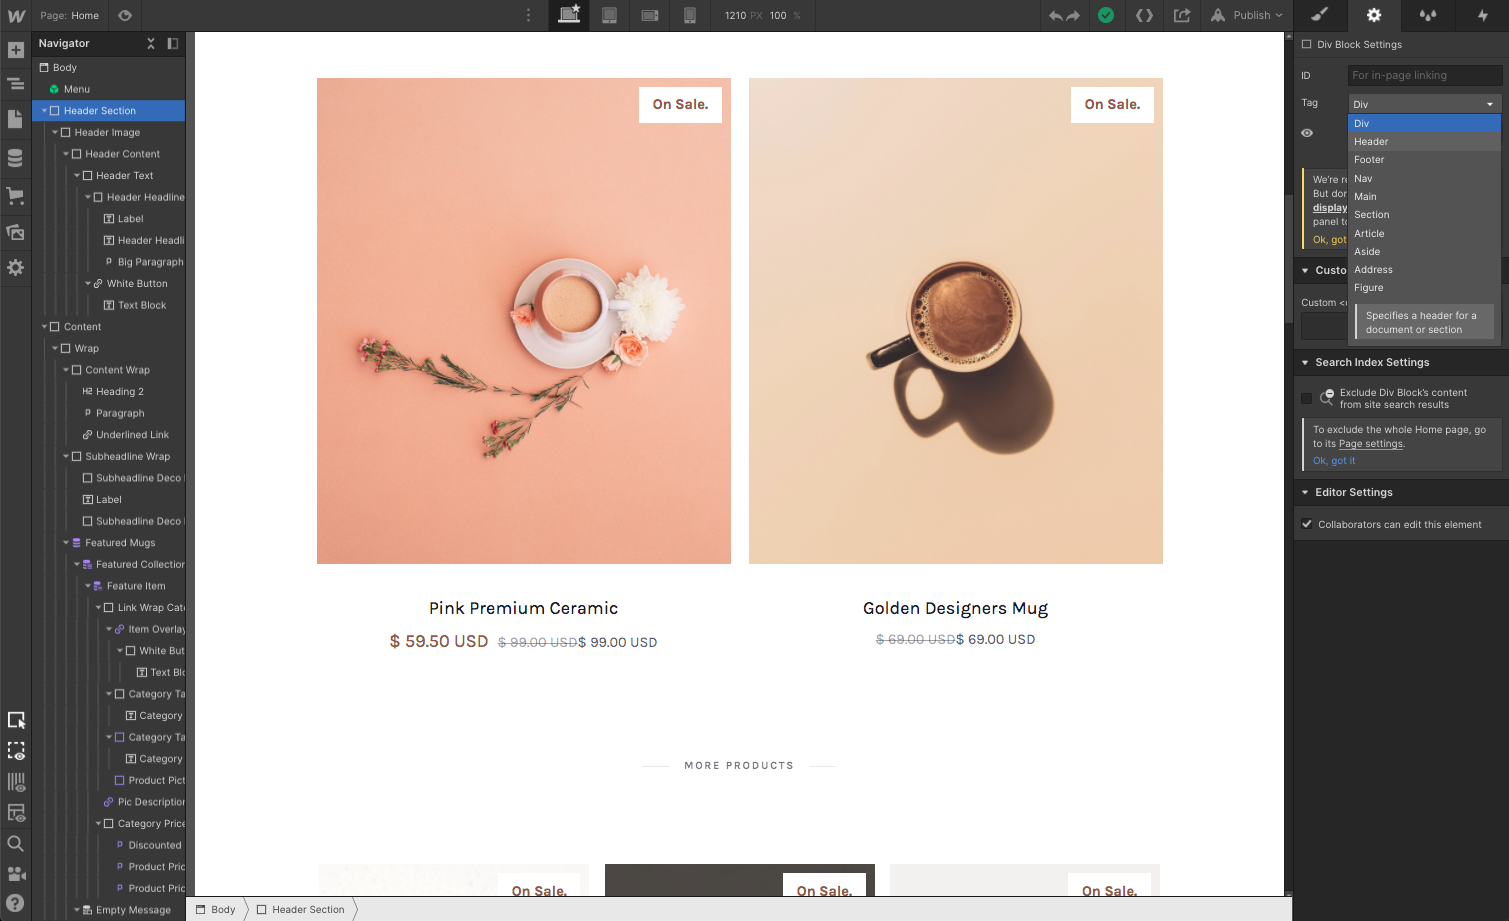 Page: Home
1210 PX 100 %
Publish
Navigator
Body
Menu
Header Section
Header Image
Header Content
Header Text
Header Headline
Label
Header Headli
Big Paragraph
White Button
Text Block
Content
Wrap
Content Wrap
H2 Heading 2
P Paragraph
Underlined Link
Subheadline Wrap
Subheadline Deco
Label
Subheadline Deco
Featured Mugs
Featured Collection
Feature Item
Link Wrap Cate
Item Overlay
White But
Text Blo
Category Ta
Category
Category Ta
Category
Product Pict
Pic Description
Category Price
Discounted
Product Pric
Product Pric
Empty Message
On Sale.
On Sale.
Pink Premium Ceramic
$ 59.50 USD $ 99.00 USD$ 99.00 USD
Golden Designers Mug
$ 69.00 USD$ 69.00 USD
MORE PRODUCTS
On Sale.
On Sale.
On Sale.
Body
Header Section
Div Block Settings
ID
For in-page linking
Tag
Div
Div
Header
Footer
Nav
Main
Section
Article
Aside
Address
Figure
Specifies a header for a
document or section
We're re
But don
display
panel to
Ok, got
Custo
Custom <
Search Index Settings
Exclude Div Block's content
from site search results
To exclude the whole Home page, go
to its Page settings.
Ok, got it
Editor Settings
Collaborators can edit this element